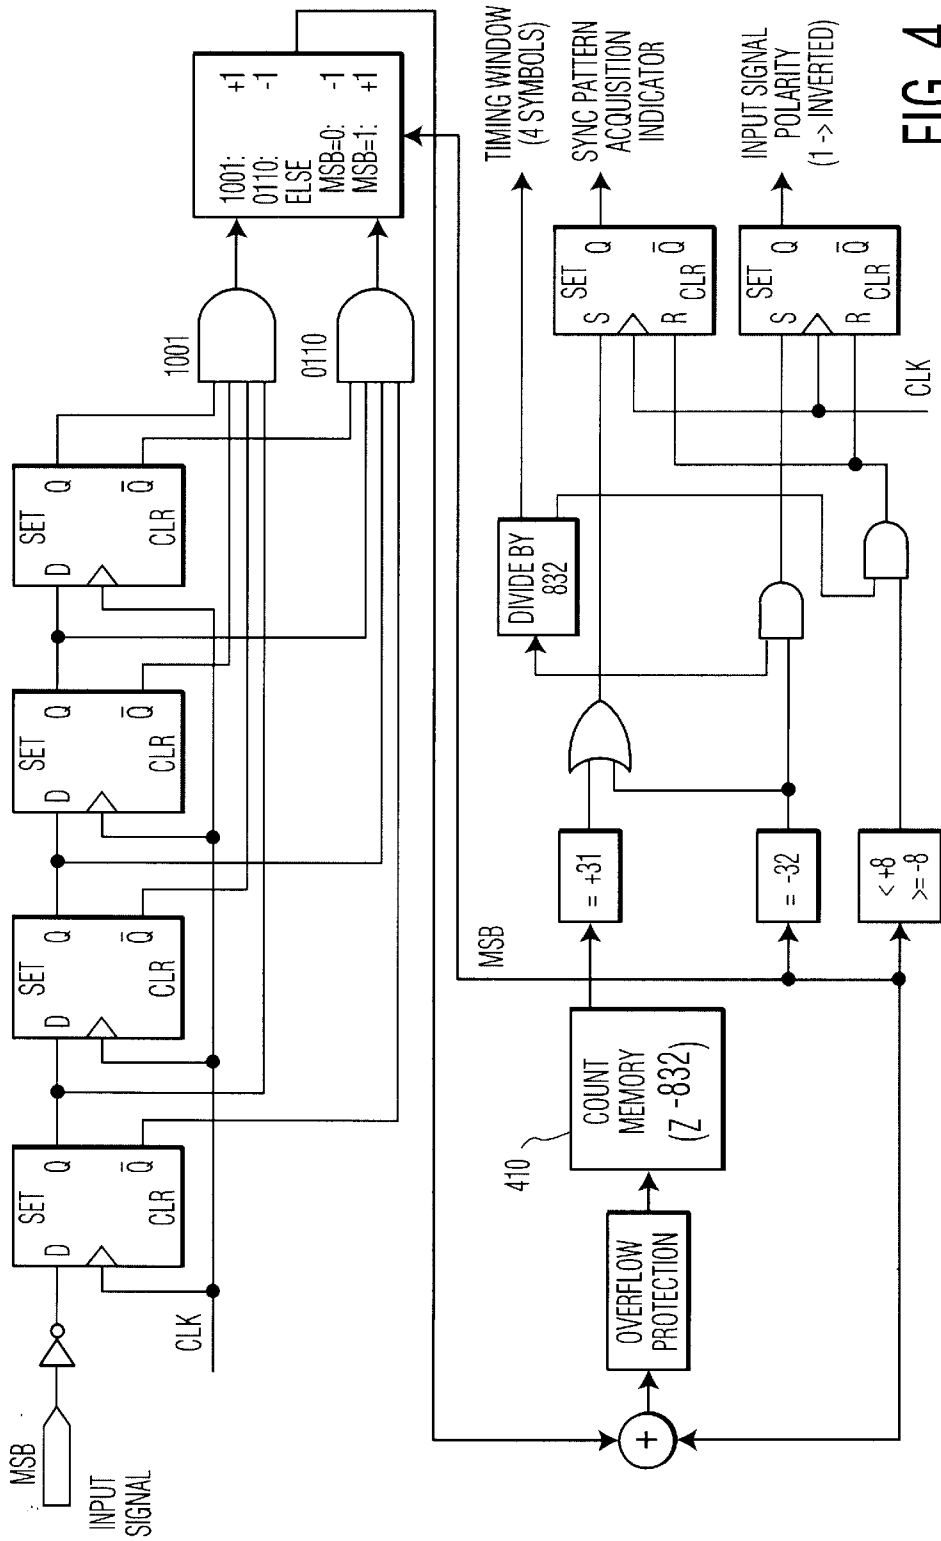 MSB
INPUT
SIGNAL
CLK
D
SET
Q
Q̅
CLR
D
SET
Q
Q̅
CLR
D
SET
Q
Q̅
CLR
D
SET
Q
Q̅
CLR
1001
0110
1001: +1
0110: -1
ELSE
MSB=0: -1
MSB=1: +1
+
OVERFLOW
PROTECTION
410
COUNT
MEMORY
(Z -832)
MSB
= +31
= -32
< +8
>= -8
DIVIDE BY
832
S
SET
Q
R
CLR
Q̅
S
SET
Q
R
CLR
Q̅
CLK
TIMING WINDOW
(4 SYMBOLS)
SYNC PATTERN
ACQUISITION
INDICATOR
INPUT SIGNAL
POLARITY
(1 -> INVERTED)
FIG. 4